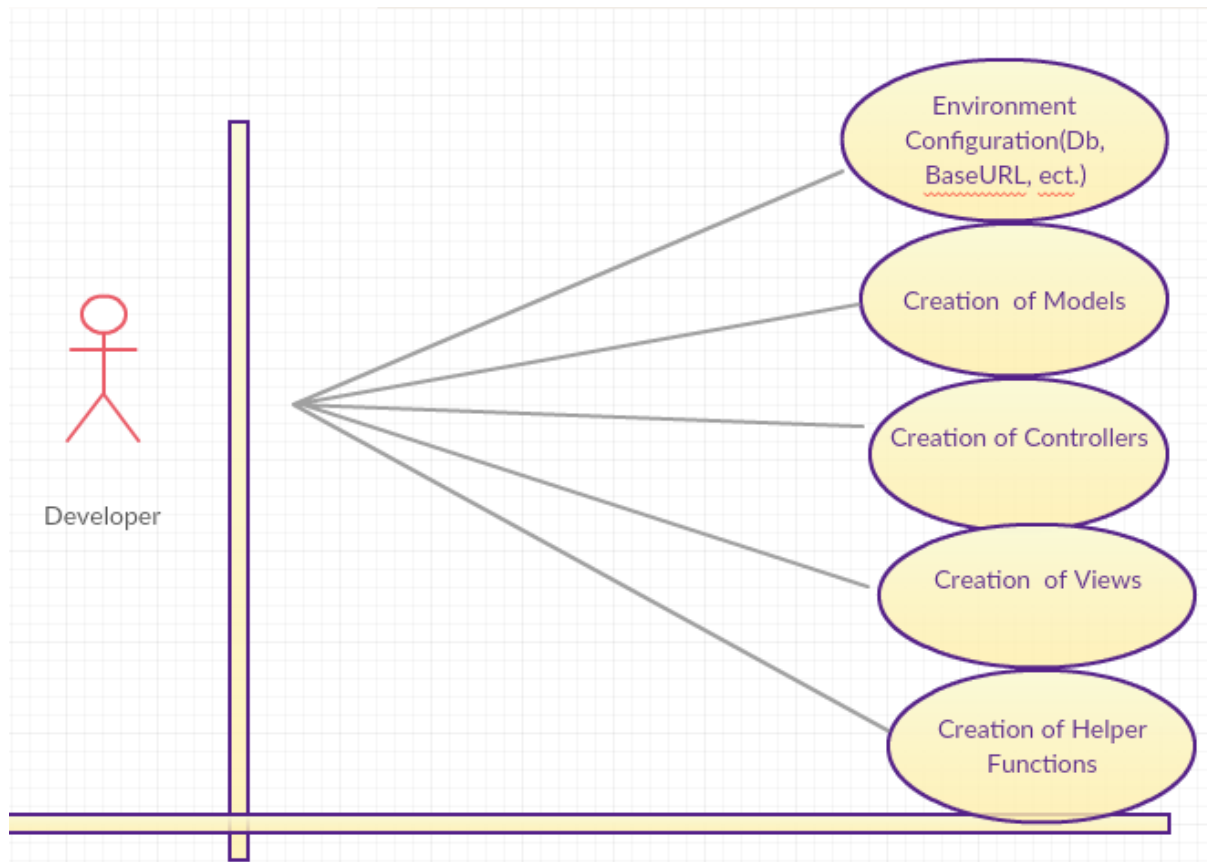 Environment
Configuration(Db,
BaseURL, ect.)
Creation  of Models
Creation of Controllers
Developer
Creation  of Views
Creation of Helper
Functions